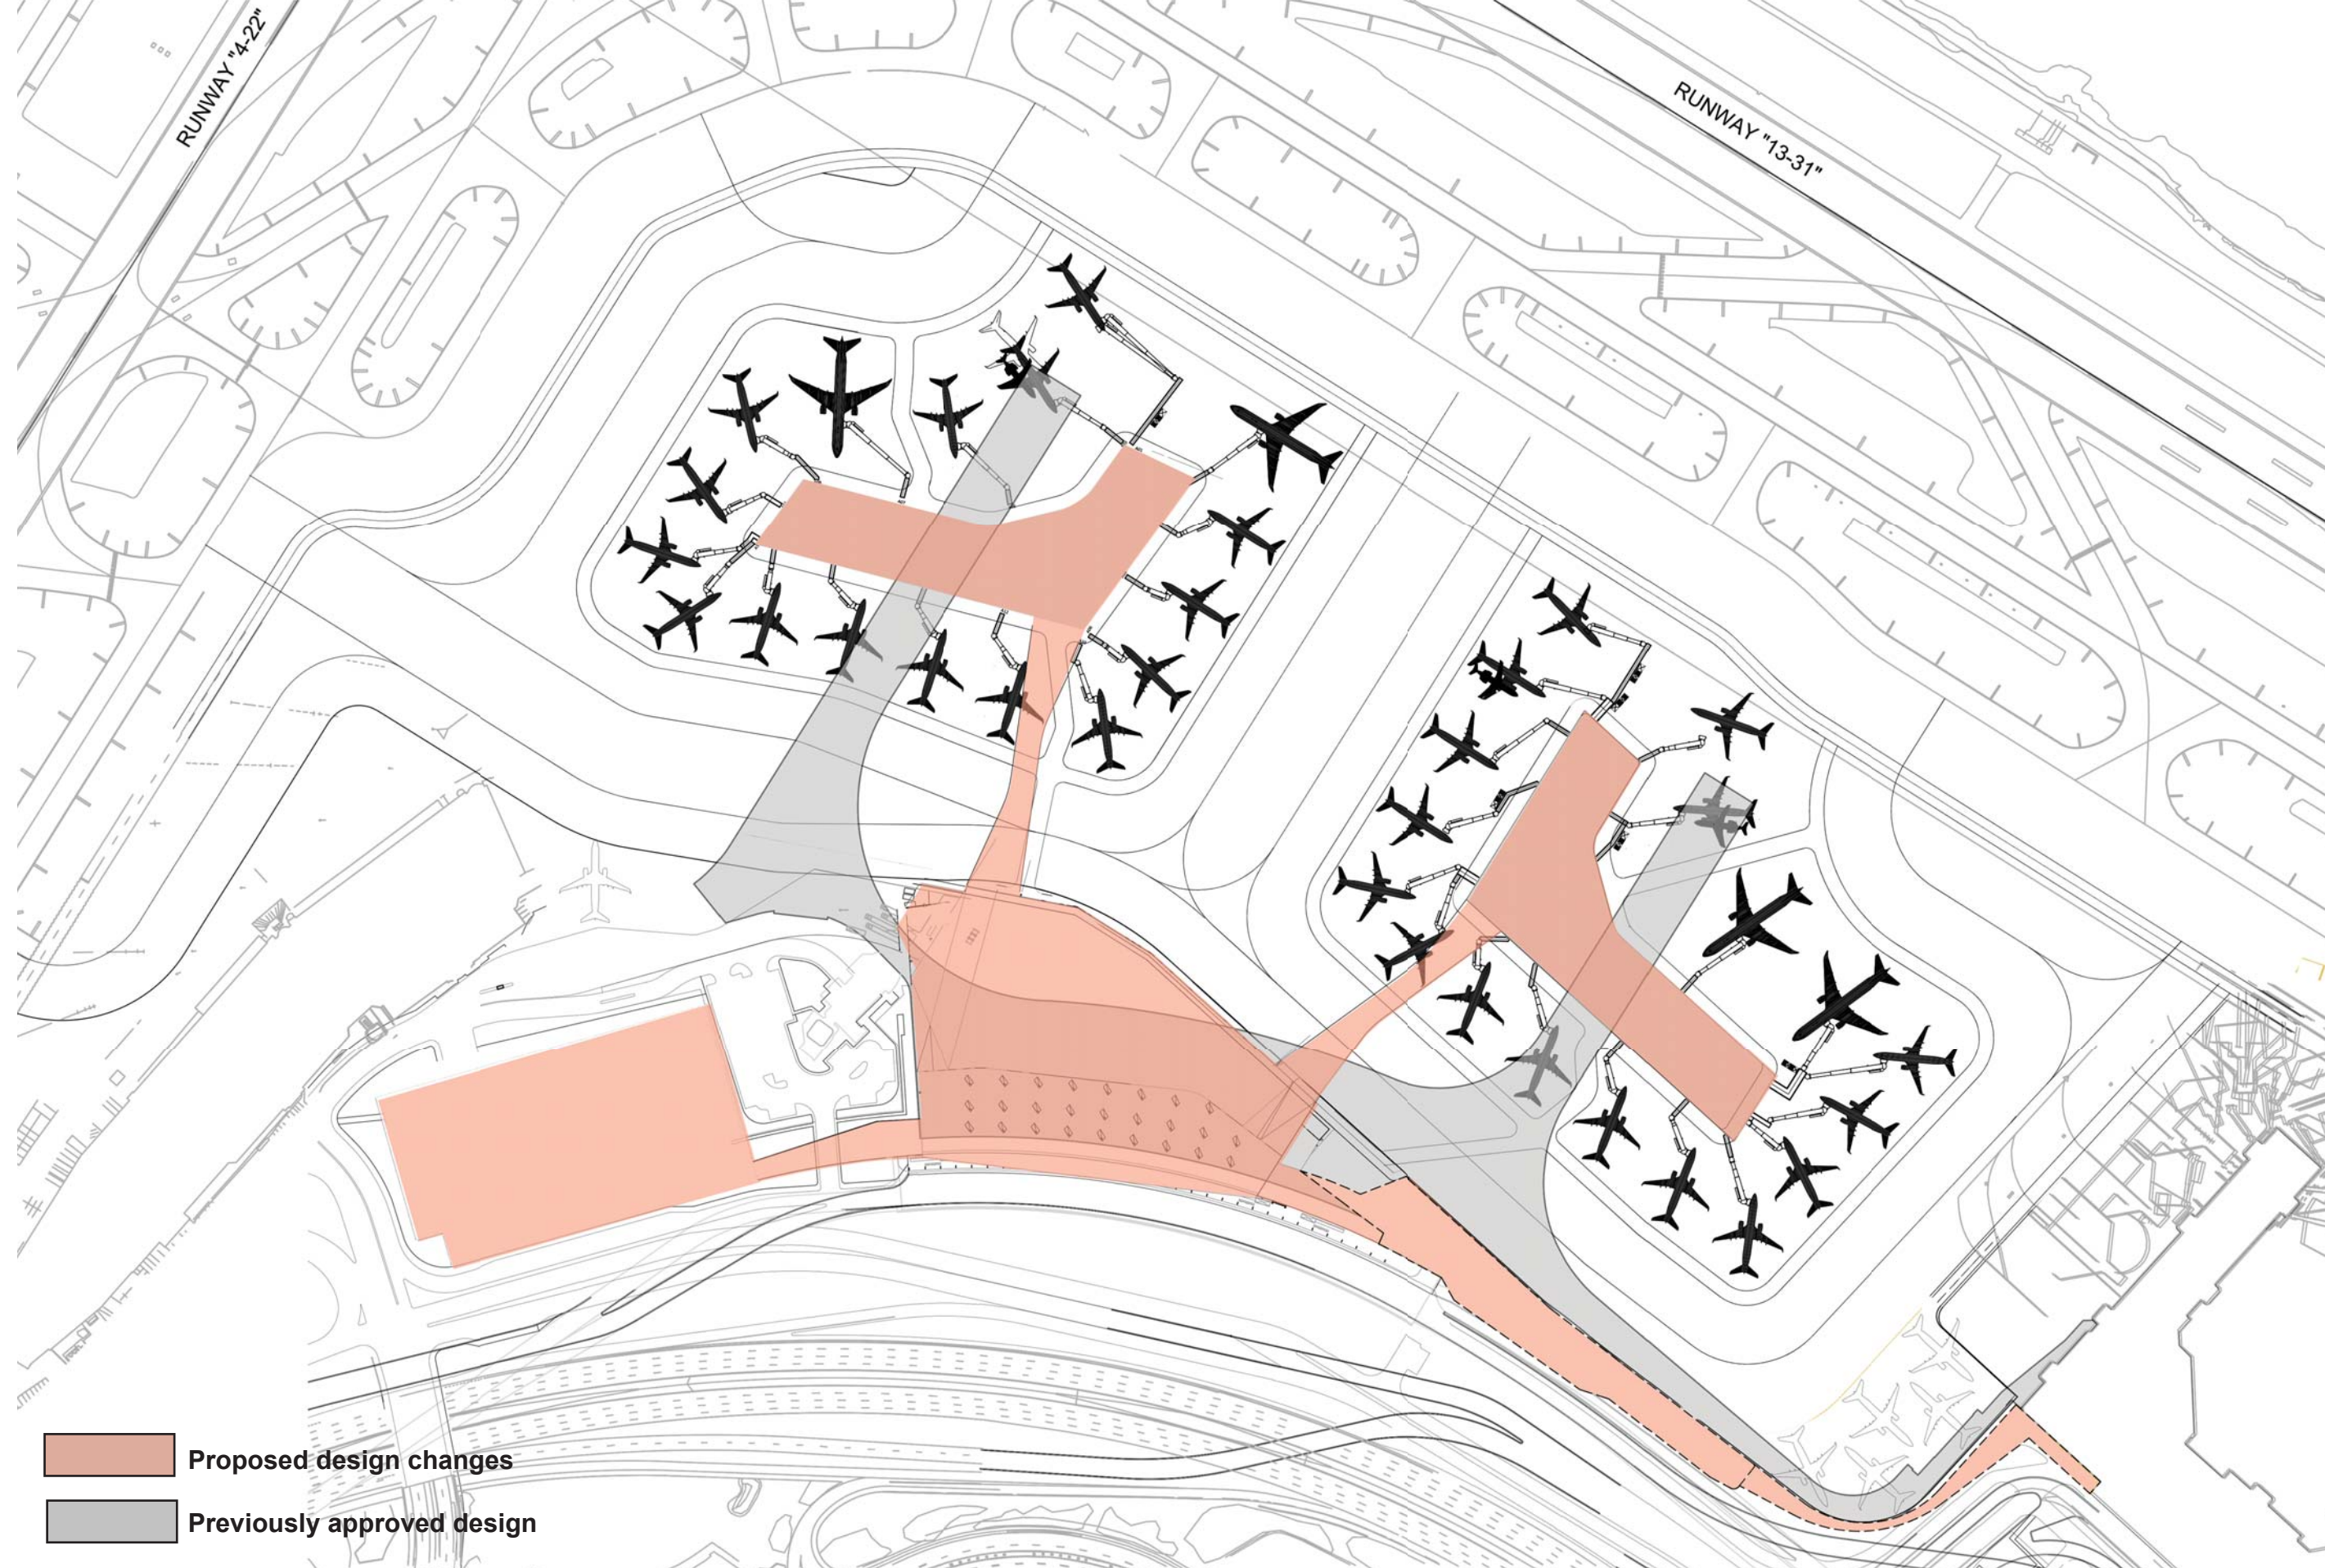 RUNWAY "4-22"
RUNWAY "13-31"
Proposed design changes
Previously approved design